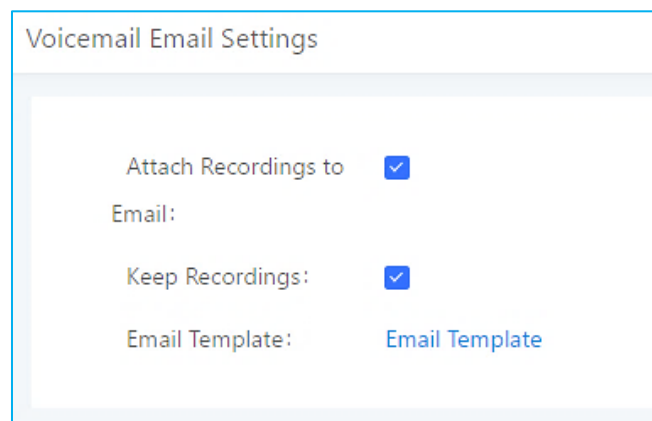 Voicemail Email Settings
Attach Recordings to
Email:
Keep Recordings:
Email Template: Email Template